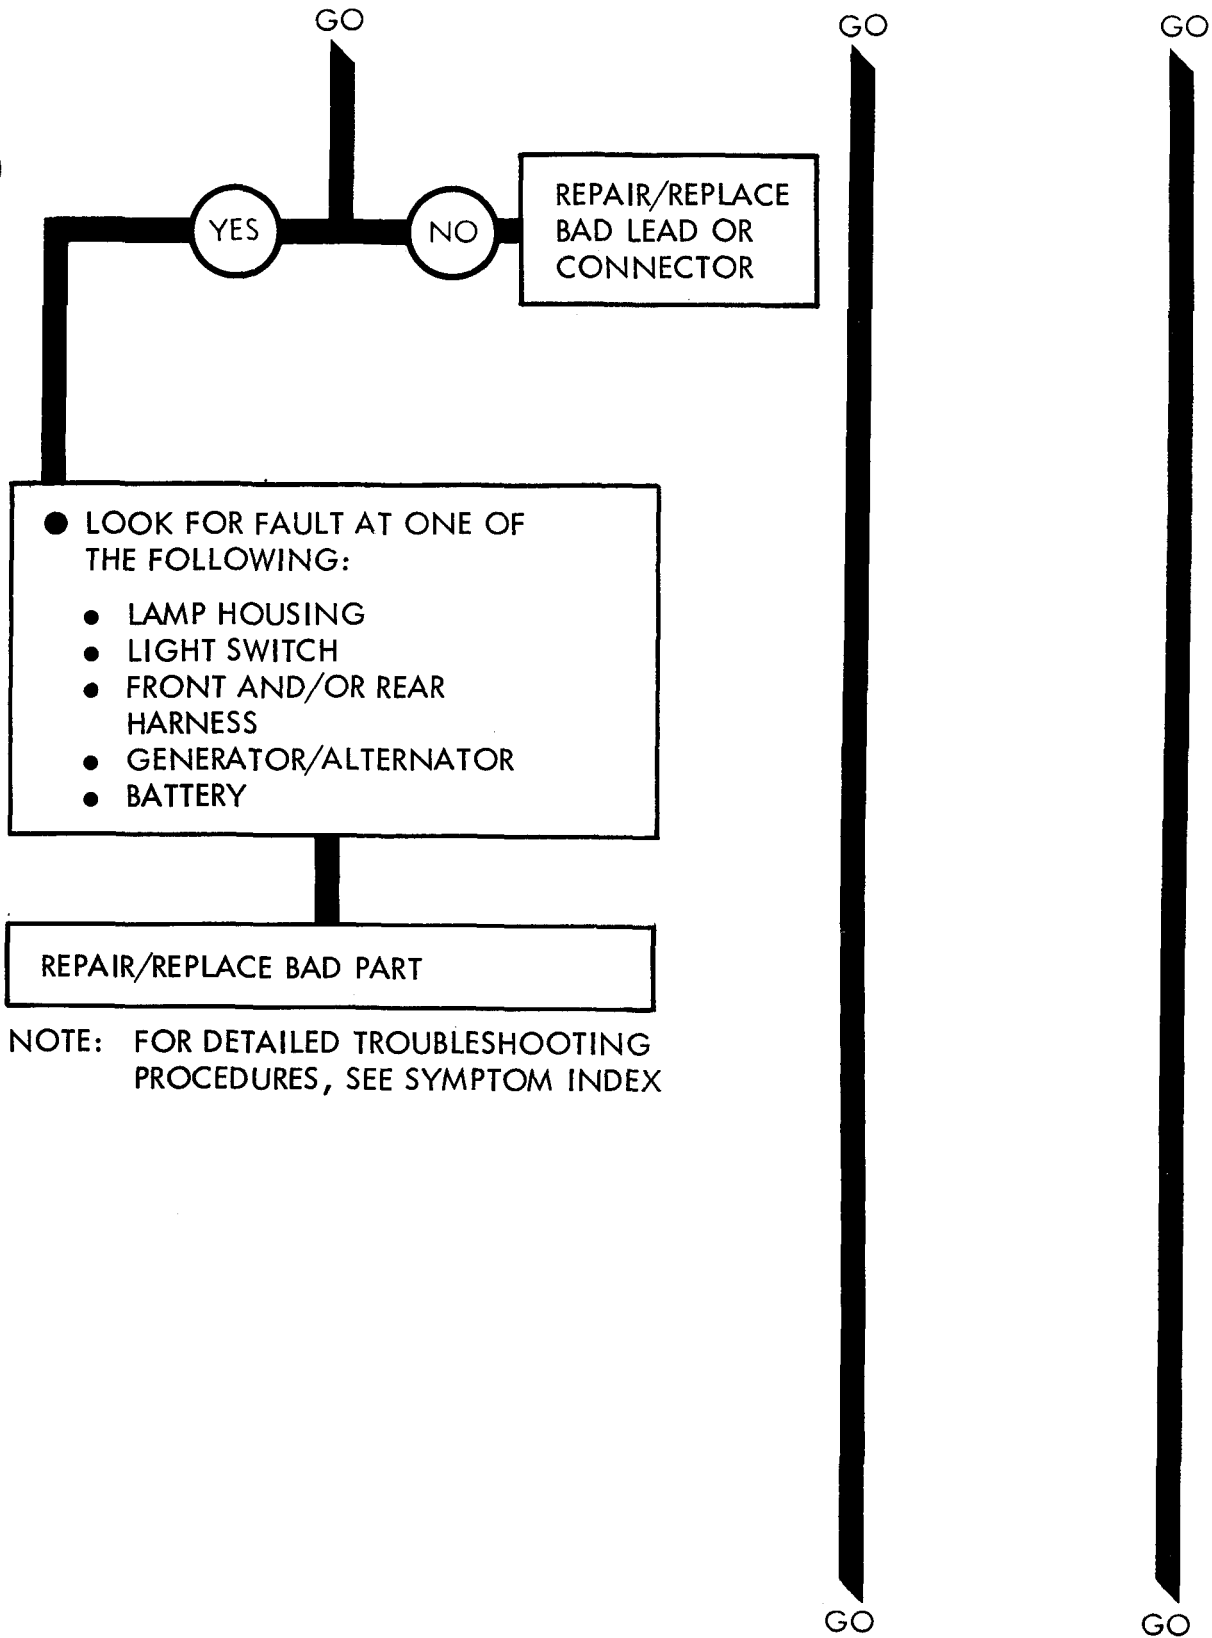 GO
GO
GO
YES
NO
REPAIR/REPLACE
BAD LEAD OR
CONNECTOR
● LOOK FOR FAULT AT ONE OF
THE FOLLOWING:
● LAMP HOUSING
● LIGHT SWITCH
● FRONT AND/OR REAR
HARNESS
● GENERATOR/ALTERNATOR
● BATTERY
REPAIR/REPLACE BAD PART
NOTE: FOR DETAILED TROUBLESHOOTING
PROCEDURES, SEE SYMPTOM INDEX
GO
GO